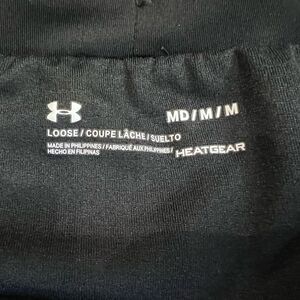 MD/M/M
LOOSE/COUPE LÂCHE/SUELTO
MADE IN PHILIPPINES/FABRIQUÉ AUX PHILIPPINES/
HECHO EN FILIPINAS
HEATGEAR